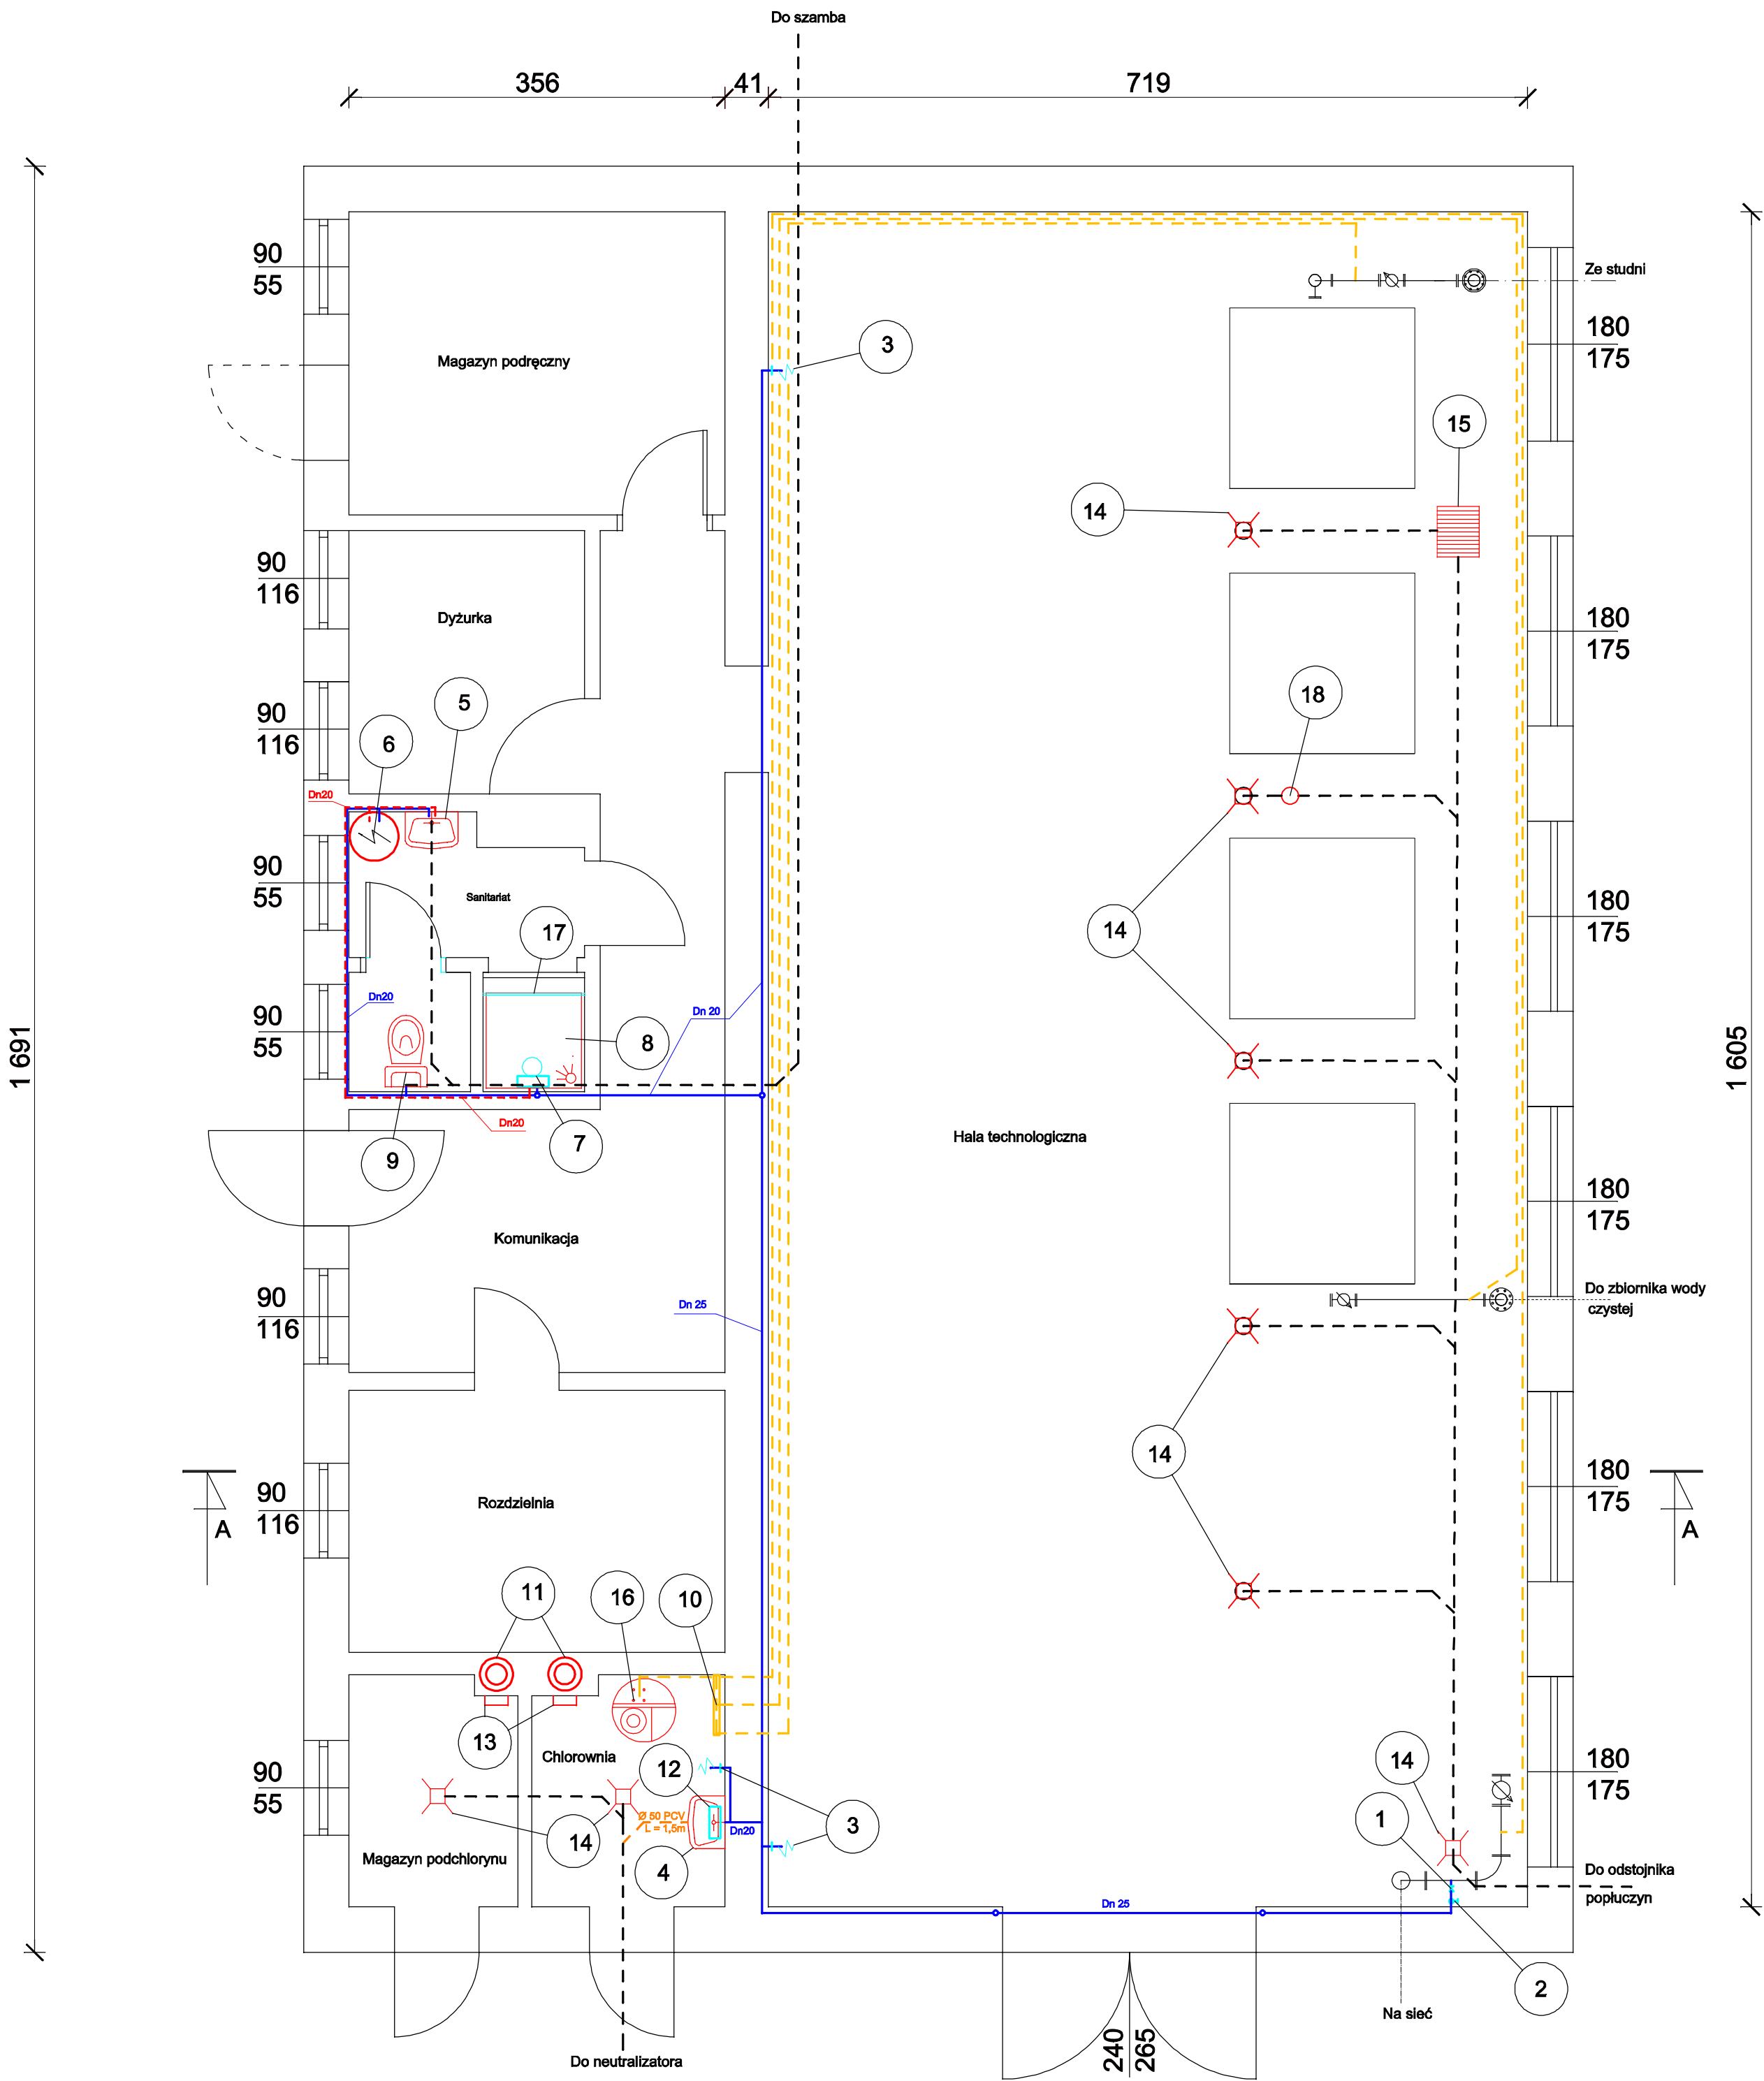 Do szamba
356
41
719
90
55
Ze studni
180
175
3
Magazyn podręczny
15
14
90
116
Dyżurka
180
175
18
5
90
116
6
Dn20
90
55
Sanitariat
17
14
180
175
Dn20
Dn 20
90
55
8
1 691
1 605
Dn20
7
9
Hala technologiczna
180
175
Komunikacja
90
116
Dn 25
Do zbiornika wody
czystej
14
180
175
90
116
Rozdzielnia
A
A
11
16
10
13
Chlorownia
12
14
180
175
90
55
Ø 50 PCV
L = 1,5m
Dn20
3
1
14
Magazyn podchlorynu
4
Do odstojnika
popłuczyn
Dn 25
2
Na sieć
240
265
Do neutralizatora